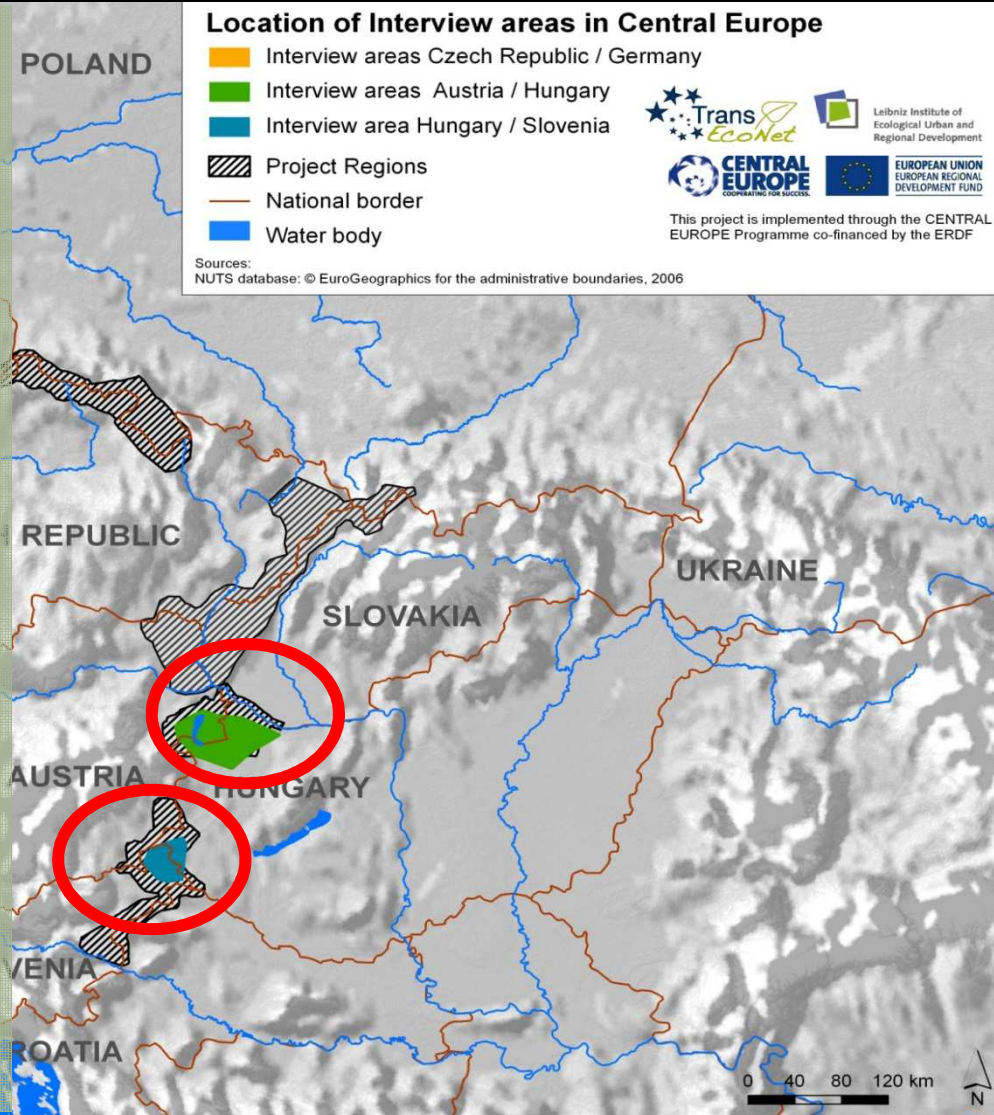 Location of Interview areas in Central Europe
Interview areas Czech Republic / Germany
Interview areas Austria / Hungary
Interview area Hungary / Slovenia
Project Regions
National border
Water body
Sources:
NUTS database: © EuroGeographics for the administrative boundaries, 2006
Trans
EcoNet
Leibniz Institute of
Ecological Urban and
Regional Development
CENTRAL
EUROPE
COOPERATING FOR SUCCESS.
EUROPEAN UNION
EUROPEAN REGIONAL
DEVELOPMENT FUND
This project is implemented through the CENTRAL
EUROPE Programme co-financed by the ERDF
POLAND
REPUBLIC
UKRAINE
SLOVAKIA
AUSTRIA
HUNGARY
VENIA
ROATIA
0 40 80 120 km
N